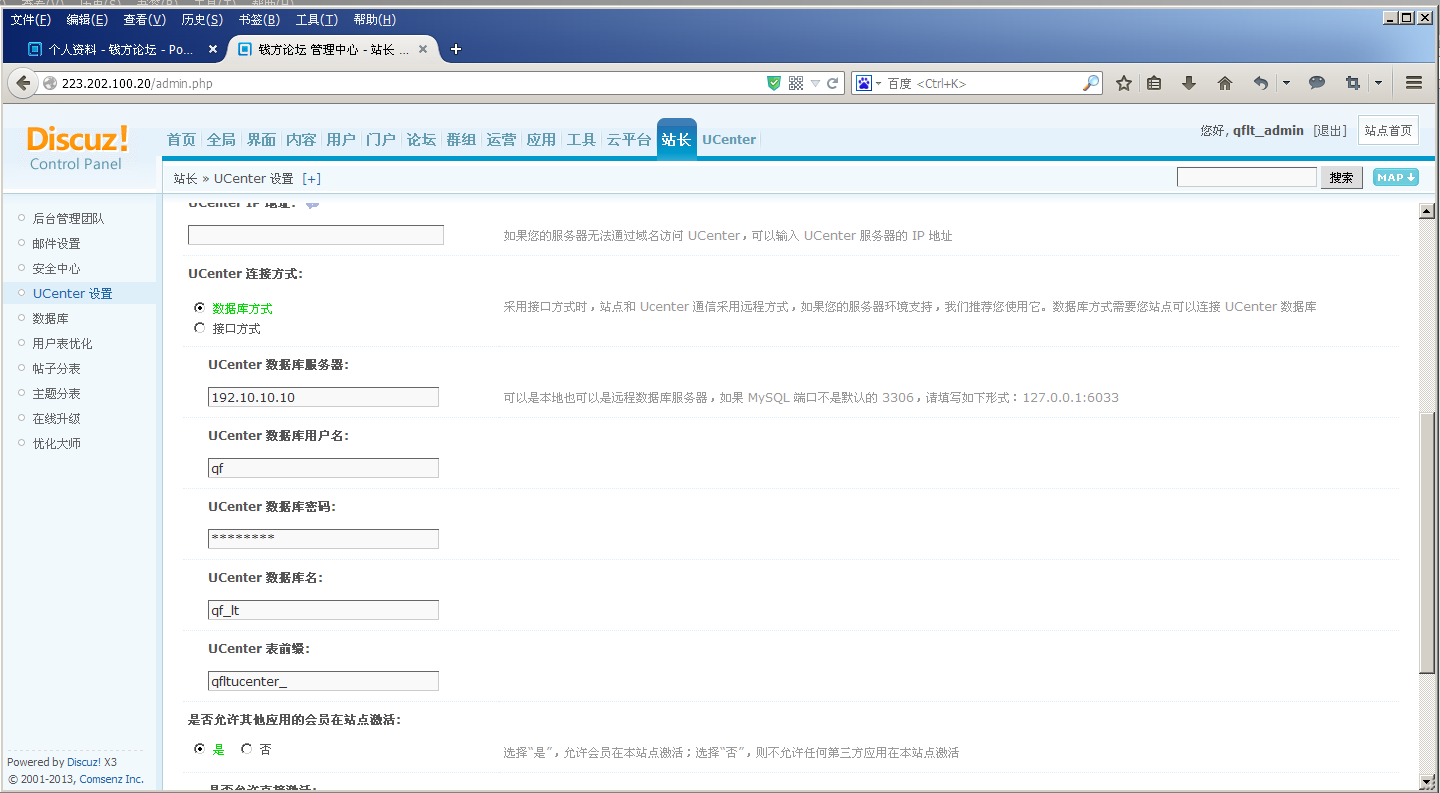 文件(F) 编辑(E) 查看(V) 历史(S) 书签(B) 工具(T) 帮助(H)
个人资料 - 钱方论坛 - Po... × 钱方论坛 管理中心 - 站长 ... × +
223.202.100.20/admin.php 百度 <Ctrl+K>
Discuz!
Control Panel
首页 全局 界面 内容 用户 门户 论坛 群组 运营 应用 工具 云平台 站长 UCenter
您好, qflt_admin [退出] 站点首页
站长 » UCenter 设置 [+]
搜索 MAP
后台管理团队
邮件设置
安全中心
UCenter 设置
数据库
用户表优化
帖子分表
主题分表
在线升级
优化大师
UCenter IP 地址:
如果您的服务器无法通过域名访问 UCenter，可以输入 UCenter 服务器的 IP 地址
UCenter 连接方式:
数据库方式
接口方式
采用接口方式时，站点和 Ucenter 通信采用远程方式，如果您的服务器环境支持，我们推荐您使用它。数据库方式需要您站点可以连接 UCenter 数据库
UCenter 数据库服务器:
192.10.10.10
可以是本地也可以是远程数据库服务器，如果 MySQL 端口不是默认的 3306，请填写如下形式：127.0.0.1:6033
UCenter 数据库用户名:
qf
UCenter 数据库密码:
********
UCenter 数据库名:
qf_lt
UCenter 表前缀:
qfltucenter_
是否允许其他应用的会员在站点激活:
是 否
选择“是”，允许会员在本站点激活；选择“否”，则不允许任何第三方应用在本站点激活
是否允许直接激活:
Powered by Discuz! X3
© 2001-2013, Comsenz Inc.